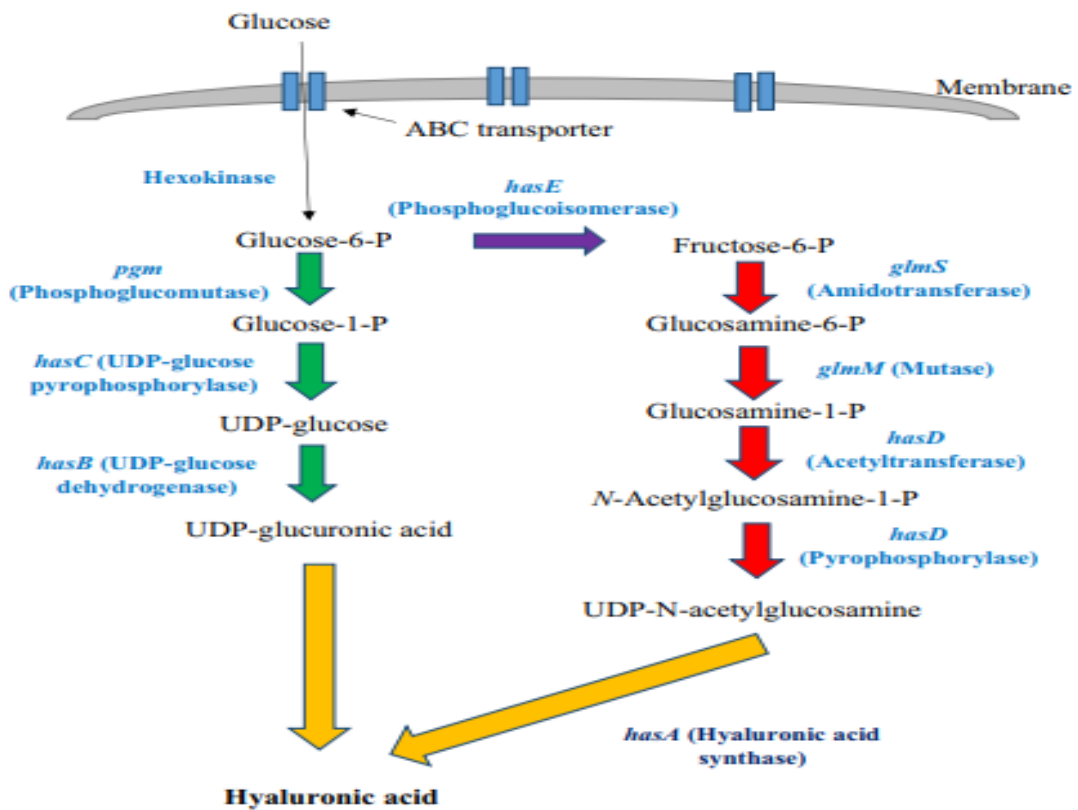 Glucose
Membrane
ABC transporter
Hexokinase
hasE
(Phosphoglucoisomerase)
Glucose-6-P
Fructose-6-P
pgm
(Phosphoglucomutase)
glmS
(Amidotransferase)
Glucose-1-P
Glucosamine-6-P
hasC (UDP-glucose
pyrophosphorylase)
glmM (Mutase)
UDP-glucose
Glucosamine-1-P
hasB (UDP-glucose
dehydrogenase)
hasD
(Acetyltransferase)
N-Acetylglucosamine-1-P
UDP-glucuronic acid
hasD
(Pyrophosphorylase)
UDP-N-acetylglucosamine
hasA (Hyaluronic acid
synthase)
Hyaluronic acid